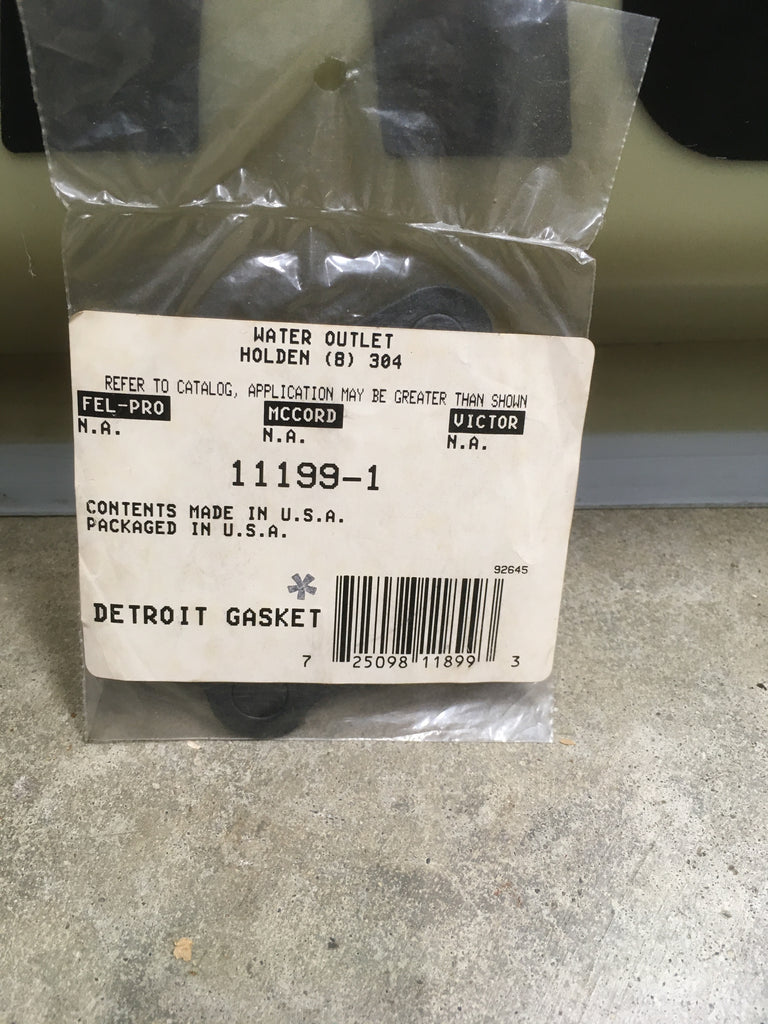 WATER OUTLET
HOLDEN (8) 304
REFER TO CATALOG, APPLICATION MAY BE GREATER THAN SHOWN
FEL-PRO MCCORD VICTOR
N.A. N.A. N.A.
11199-1
CONTENTS MADE IN U.S.A.
PACKAGED IN U.S.A.
92645
DETROIT GASKET
7 25098 11899 3